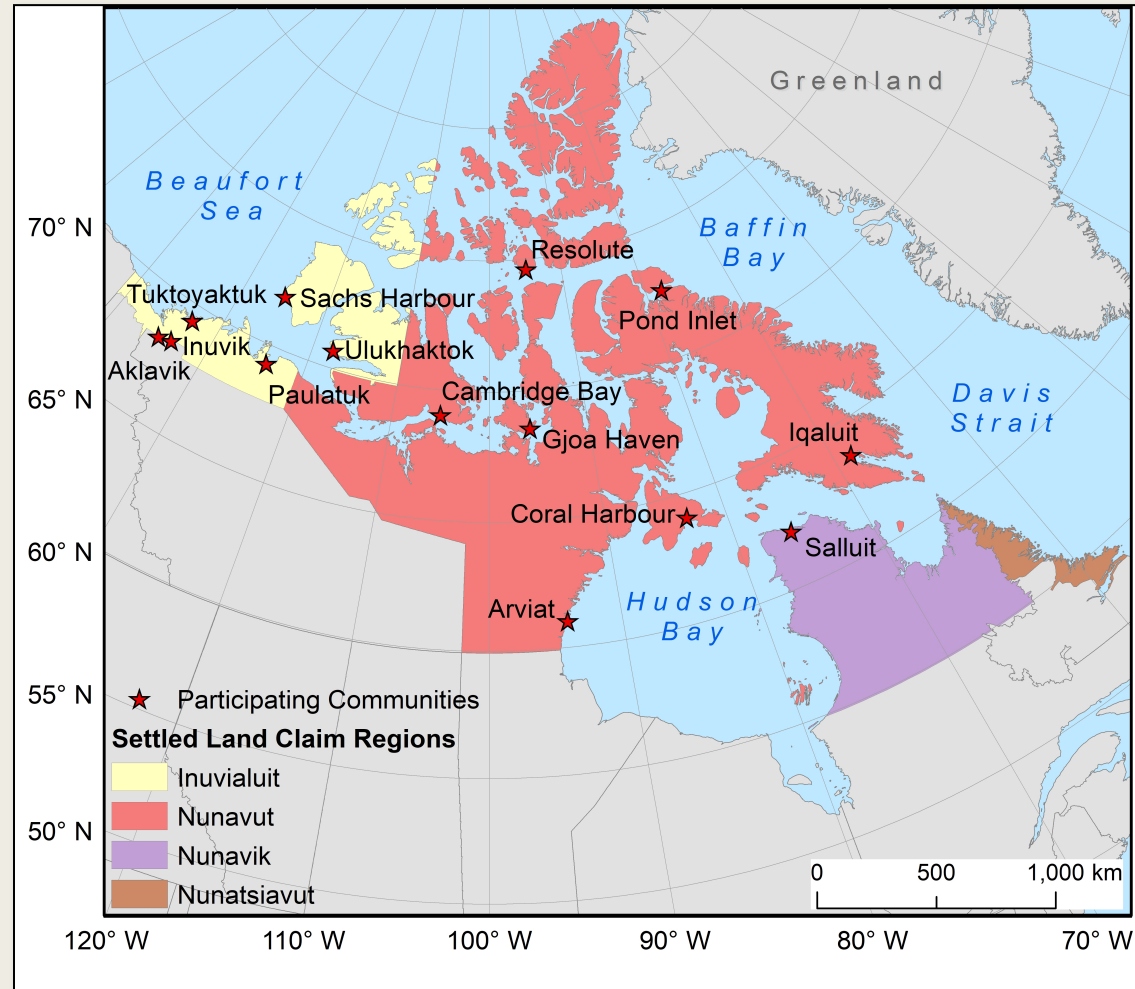 Greenland
Beaufort
Sea
70° N
Baffin
Bay
Resolute
Tuktoyaktuk
Sachs Harbour
Pond Inlet
Inuvik
Ulukhaktok
Aklavik
Paulatuk
Cambridge Bay
65° N
Davis
Strait
Iqaluit
Gjoa Haven
Coral Harbour
60° N
Salluit
Arviat
Hudson
Bay
55° N
Participating Communities
Settled Land Claim Regions
Inuvialuit
Nunavut
50° N
Nunavik
Nunatsiavut
0 500 1,000 km
120° W 110° W 100° W 90° W 80° W 70° W